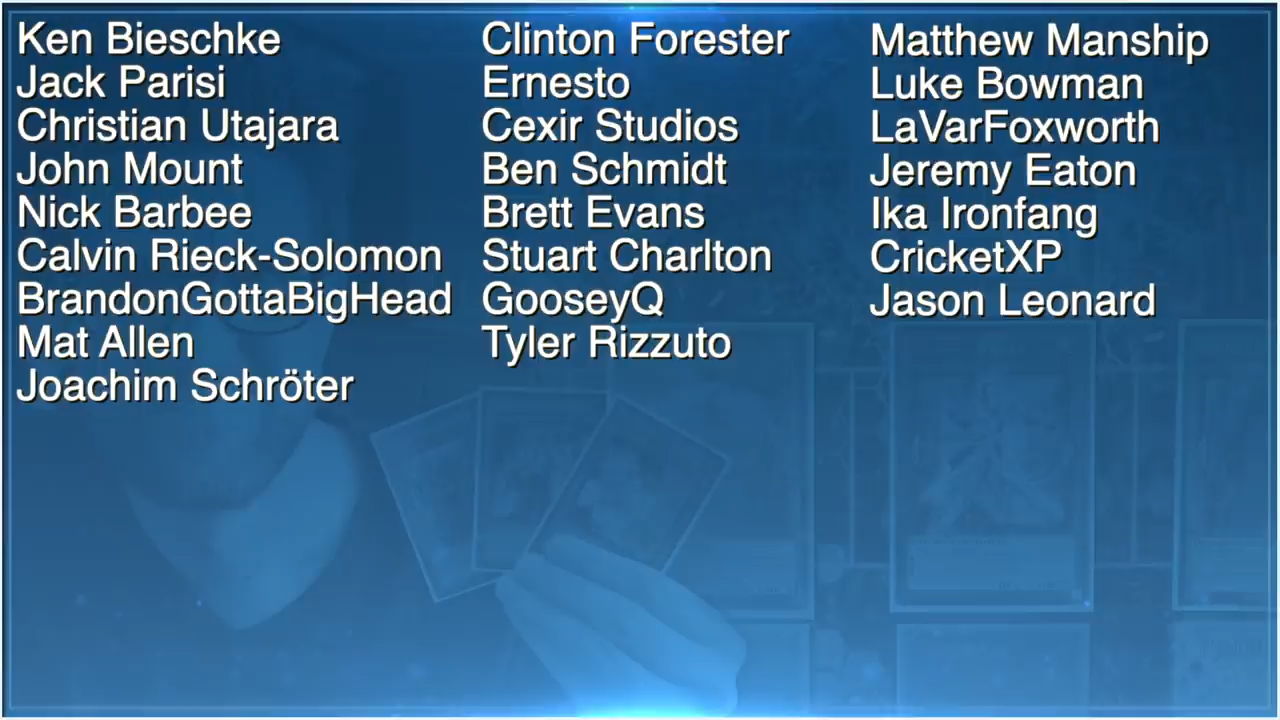 Ken Bieschke
Jack Parisi
Christian Utajara
John Mount
Nick Barbee
Calvin Rieck-Solomon
BrandonGottaBigHead
Mat Allen
Joachim Schröter
Clinton Forester
Ernesto
Cexir Studios
Ben Schmidt
Brett Evans
Stuart Charlton
GooseyQ
Tyler Rizzuto
Matthew Manship
Luke Bowman
LaVarFoxworth
Jeremy Eaton
Ika Ironfang
CricketXP
Jason Leonard